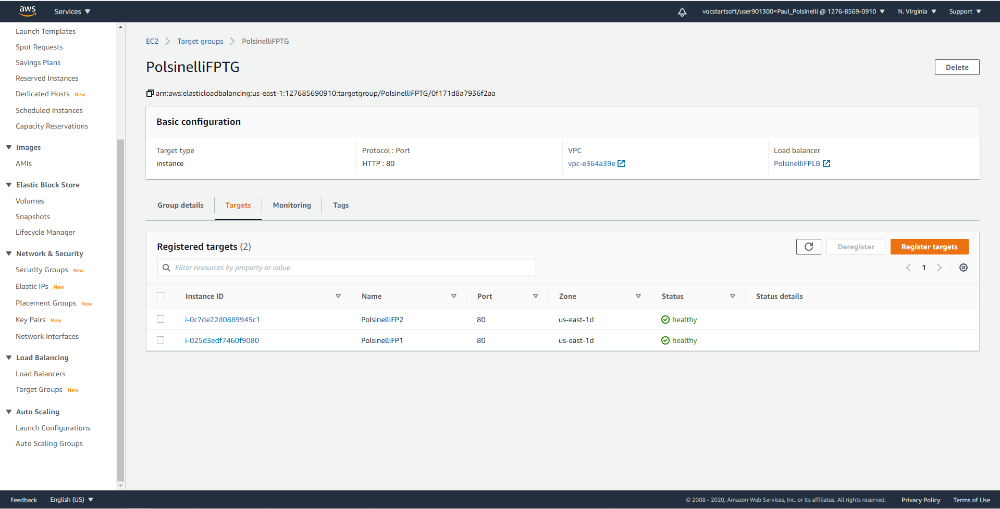 aws Services vocstartsoft/user901300=Paul_Polsinelli @ 1276-8569-0910 N. Virginia Support
Launch Templates
Spot Requests
Savings Plans
Reserved Instances
Dedicated Hosts New
Scheduled Instances
Capacity Reservations
Images
AMIs
Elastic Block Store
Volumes
Snapshots
Lifecycle Manager
Network & Security
Security Groups New
Elastic IPs New
Placement Groups New
Key Pairs New
Network Interfaces
Load Balancing
Load Balancers
Target Groups New
Auto Scaling
Launch Configurations
Auto Scaling Groups
EC2 Target groups PolsinelliFPTG
PolsinelliFPTG Delete
arn:aws:elasticloadbalancing:us-east-1:127685690910:targetgroup/PolsinelliFPTG/0f171d8a7936f2aa
Basic configuration
Target type Protocol : Port VPC Load balancer
instance HTTP : 80 vpc-e364a39e PolsinelliFPLB
Group details Targets Monitoring Tags
Registered targets (2) Deregister Register targets
Filter resources by property or value 1
Instance ID Name Port Zone Status Status details
i-0c7de22d0889945c1 PolsinelliFP2 80 us-east-1d healthy
i-025d3edf7460f9080 PolsinelliFP1 80 us-east-1d healthy
Feedback English (US) © 2008 - 2020, Amazon Web Services, Inc. or its affiliates. All rights reserved. Privacy Policy Terms of Use